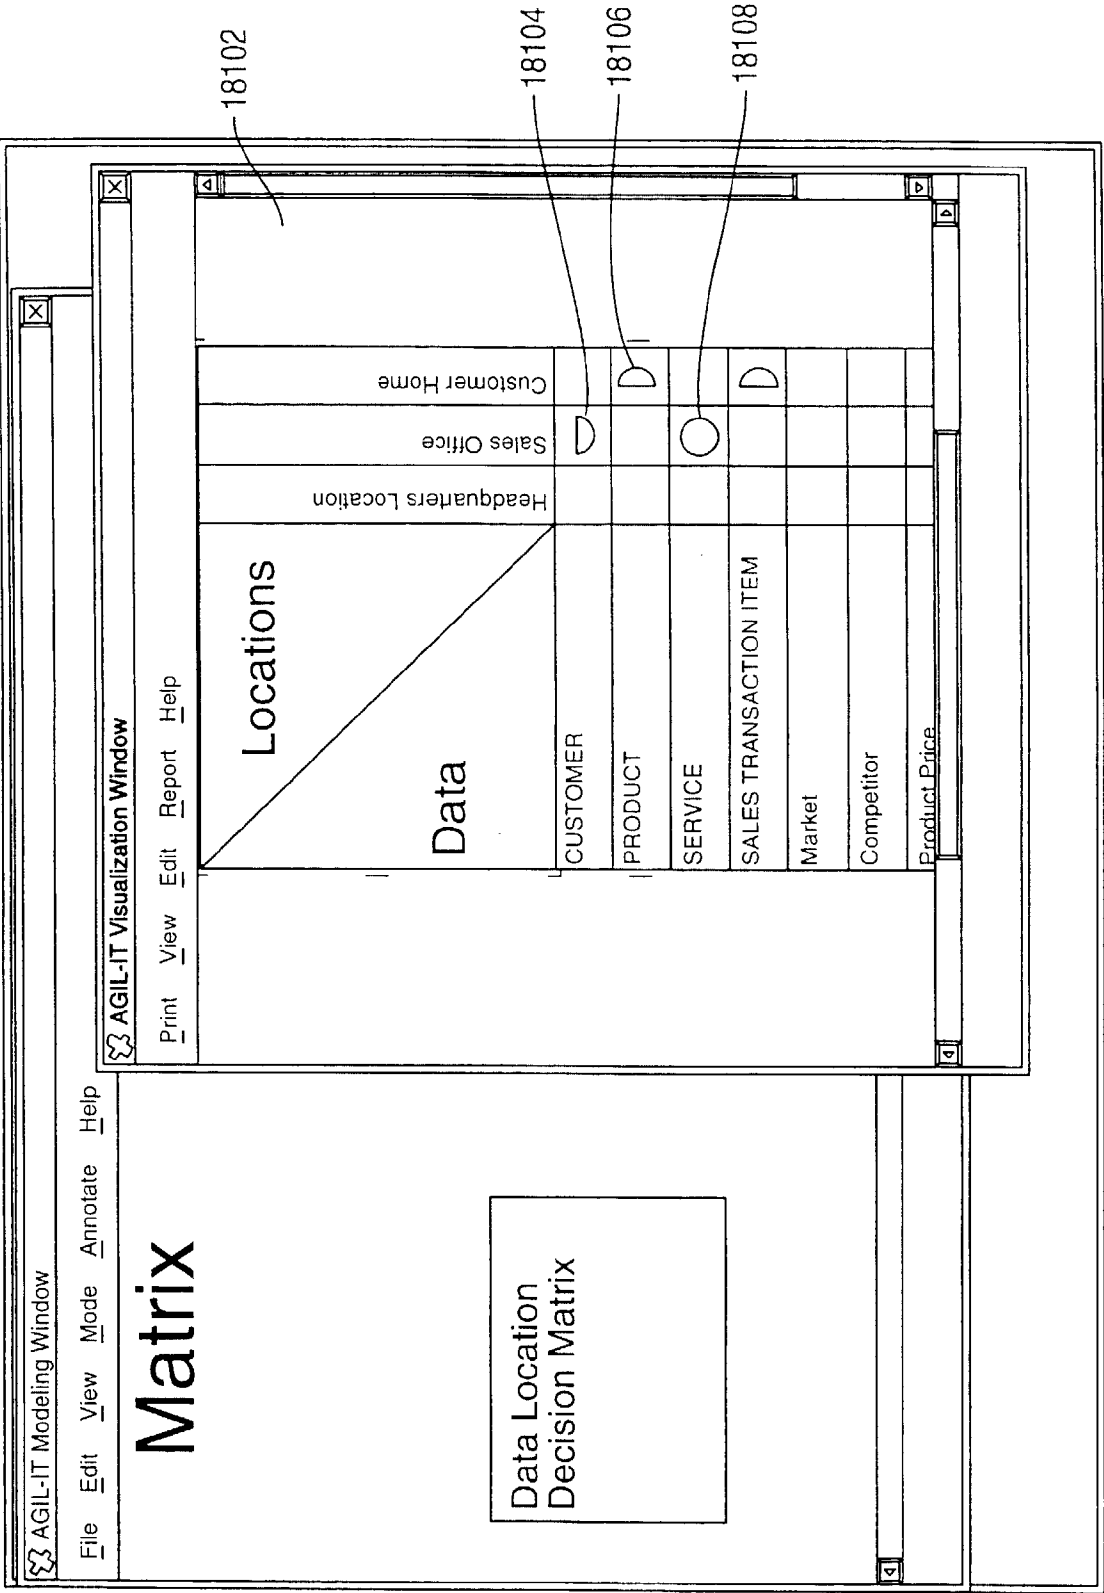 AGIL-IT Modeling Window
File Edit View Mode Annotate Help
Matrix
Data Location
Decision Matrix
AGIL-IT Visualization Window
Print View Edit Report Help
Locations
Data
Headquarters Location
Sales Office
Customer Home
CUSTOMER
PRODUCT
SERVICE
SALES TRANSACTION ITEM
Market
Competitor
Product Price
18102
18104
18106
18108